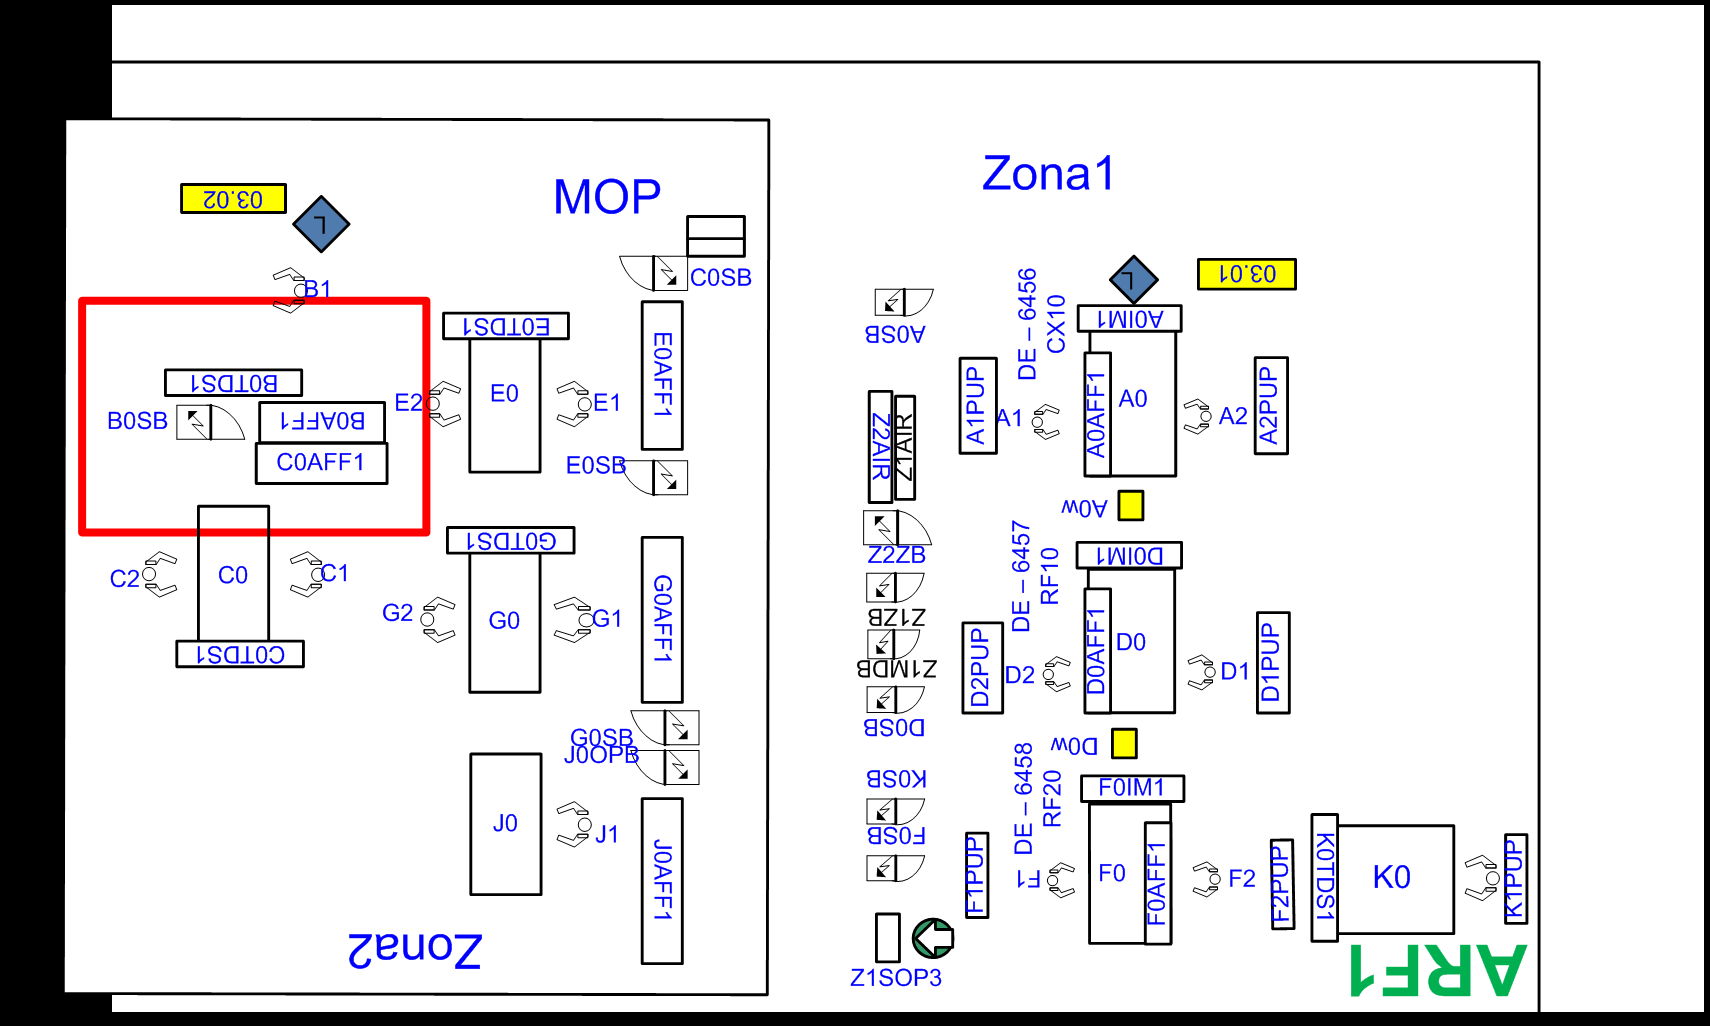 Zona1
MOP
03.02
L
C0SB
B1
E0TDS1
E0AFF1
B0TDS1
B0SB
B0AFF1
C0AFF1
E2
E0
E1
E0SB
C2
C0
C1
C0TDS1
G0TDS1
G0AFF1
G2
G0
G1
G0SB
J0OPB
J0
J1
J0AFF1
Zona2
A0SB
Z2AIR
Z1AIR
Z2ZB
Z1ZB
Z1MDB
D0SB
K0SB
F0SB
Z1SOP3
DE – 6456
CX10
L
03.01
A0IM1
A1PUP
A1
A0AFF1
A0
A2
A2PUP
A0w
DE – 6457
RF10
D0IM1
D2PUP
D2
D0AFF1
D0
D1
D1PUP
D0w
DE – 6458
RF20
F0IM1
F1PUP
F1
F0
F0AFF1
F2
F2PUP
K0TDS1
K0
K1PUP
ARF1